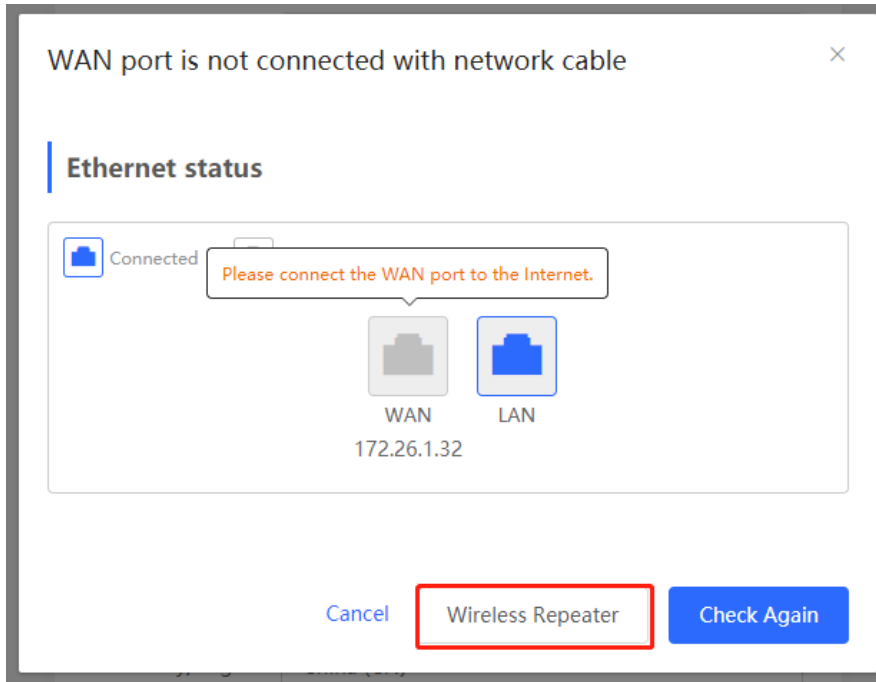 WAN port is not connected with network cable
Ethernet status
Connected
Please connect the WAN port to the Internet.
WAN
LAN
172.26.1.32
Cancel
Wireless Repeater
Check Again